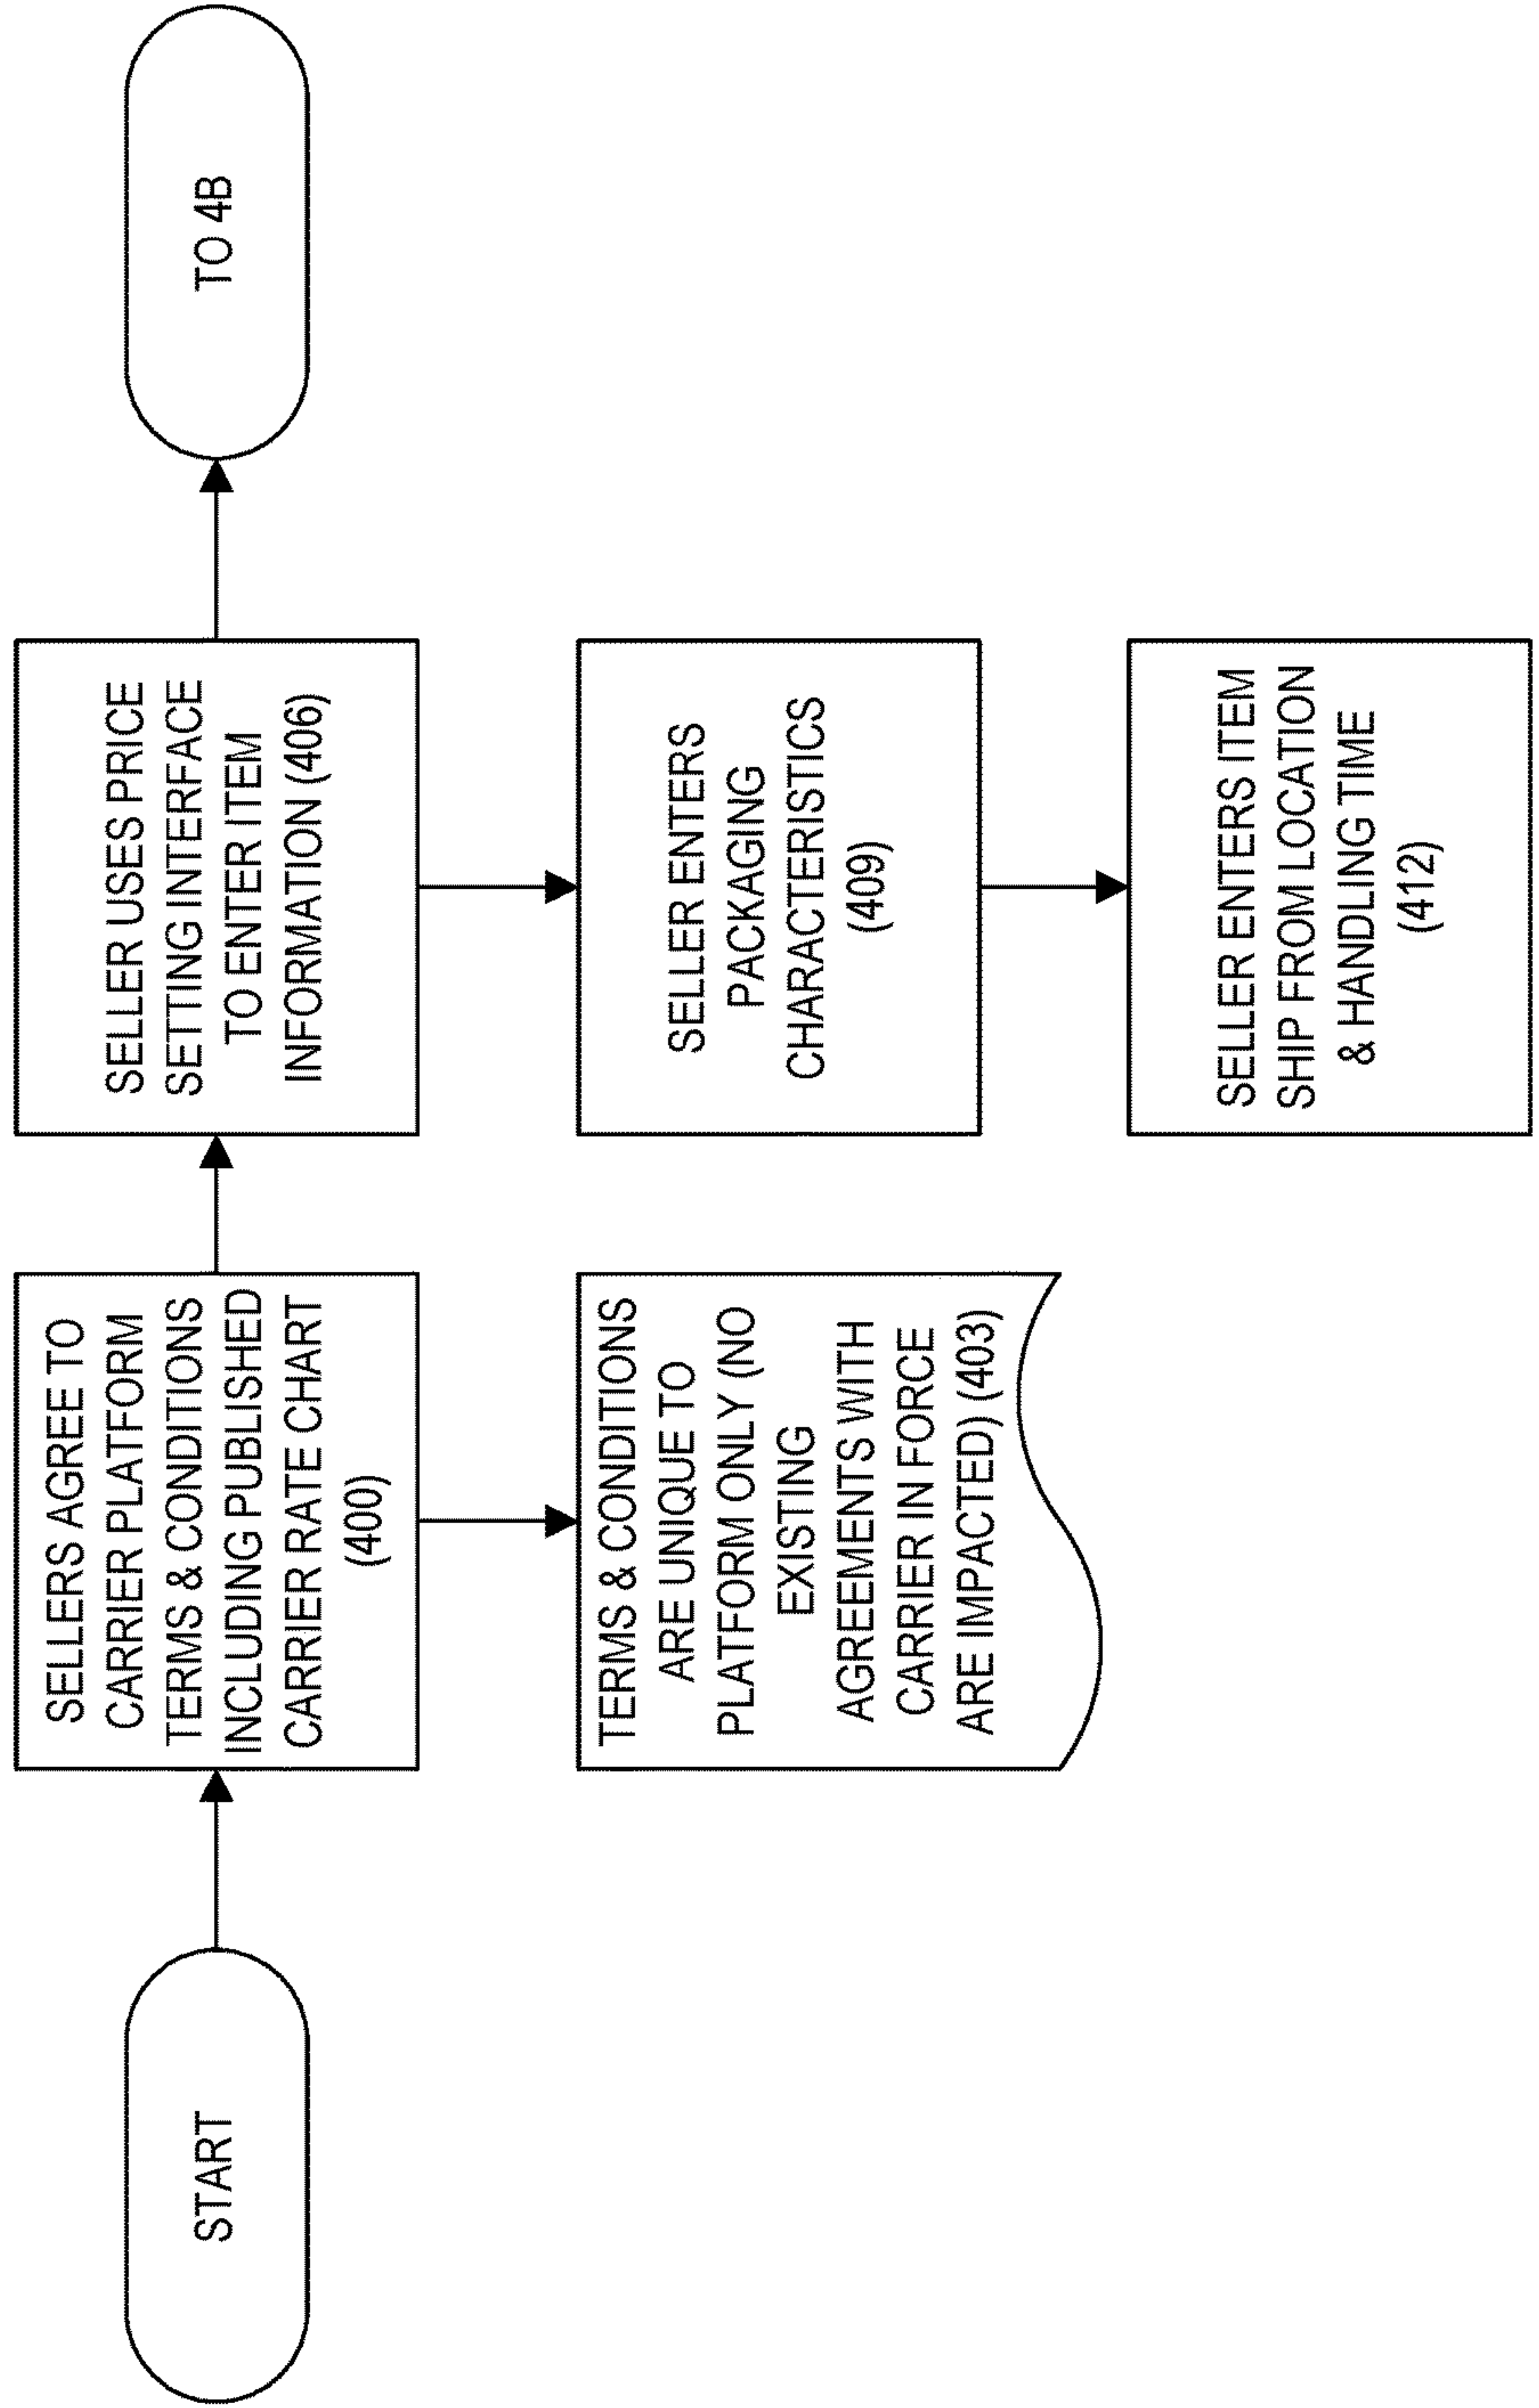 START
SELLERS AGREE TO
CARRIER PLATFORM
TERMS & CONDITIONS
INCLUDING PUBLISHED
CARRIER RATE CHART
(400)
TERMS & CONDITIONS
ARE UNIQUE TO
PLATFORM ONLY (NO
EXISTING
AGREEMENTS WITH
CARRIER IN FORCE
ARE IMPACTED) (403)
SELLER USES PRICE
SETTING INTERFACE
TO ENTER ITEM
INFORMATION (406)
SELLER ENTERS
PACKAGING
CHARACTERISTICS
(409)
SELLER ENTERS ITEM
SHIP FROM LOCATION
& HANDLING TIME
(412)
TO 4B